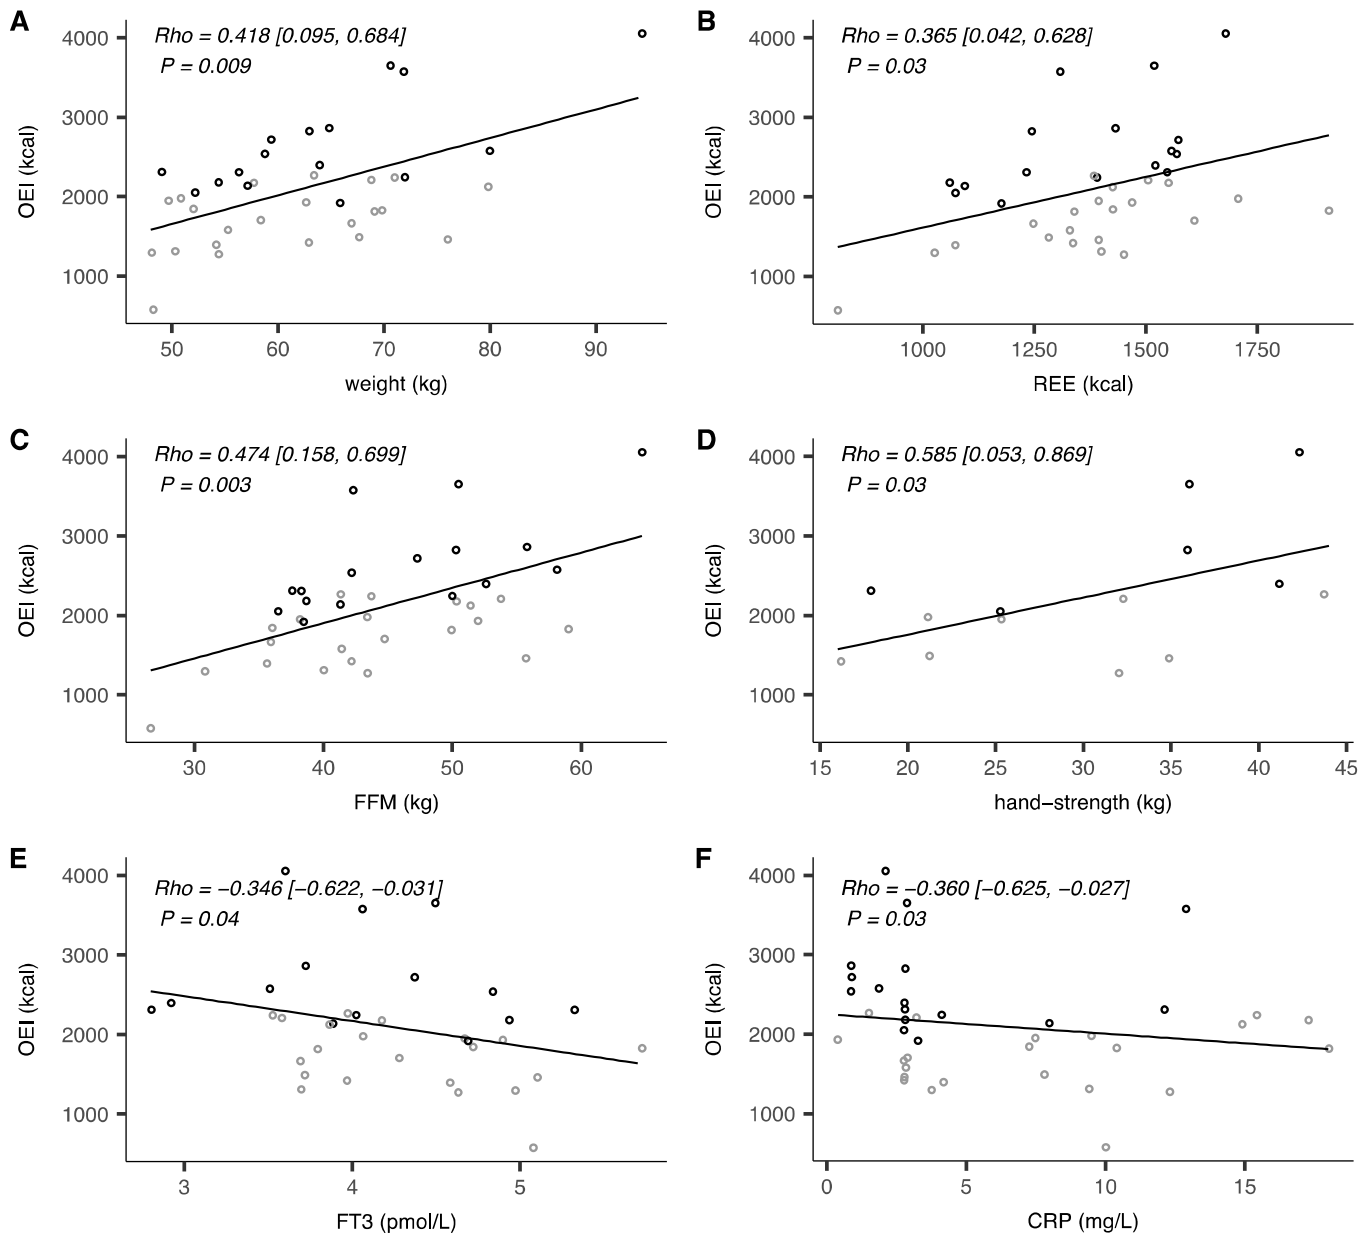 A
Rho = 0.418 [0.095, 0.684]
P = 0.009
OEI (kcal)
4000
3000
2000
1000
50 60 70 80 90
weight (kg)
B
Rho = 0.365 [0.042, 0.628]
P = 0.03
OEI (kcal)
4000
3000
2000
1000
1000 1250 1500 1750
REE (kcal)
C
Rho = 0.474 [0.158, 0.699]
P = 0.003
OEI (kcal)
4000
3000
2000
1000
30 40 50 60
FFM (kg)
D
Rho = 0.585 [0.053, 0.869]
P = 0.03
OEI (kcal)
4000
3000
2000
1000
15 20 25 30 35 40 45
hand−strength (kg)
E
Rho = −0.346 [−0.622, −0.031]
P = 0.04
OEI (kcal)
4000
3000
2000
1000
3 4 5
FT3 (pmol/L)
F
Rho = −0.360 [−0.625, −0.027]
P = 0.03
OEI (kcal)
4000
3000
2000
1000
0 5 10 15
CRP (mg/L)